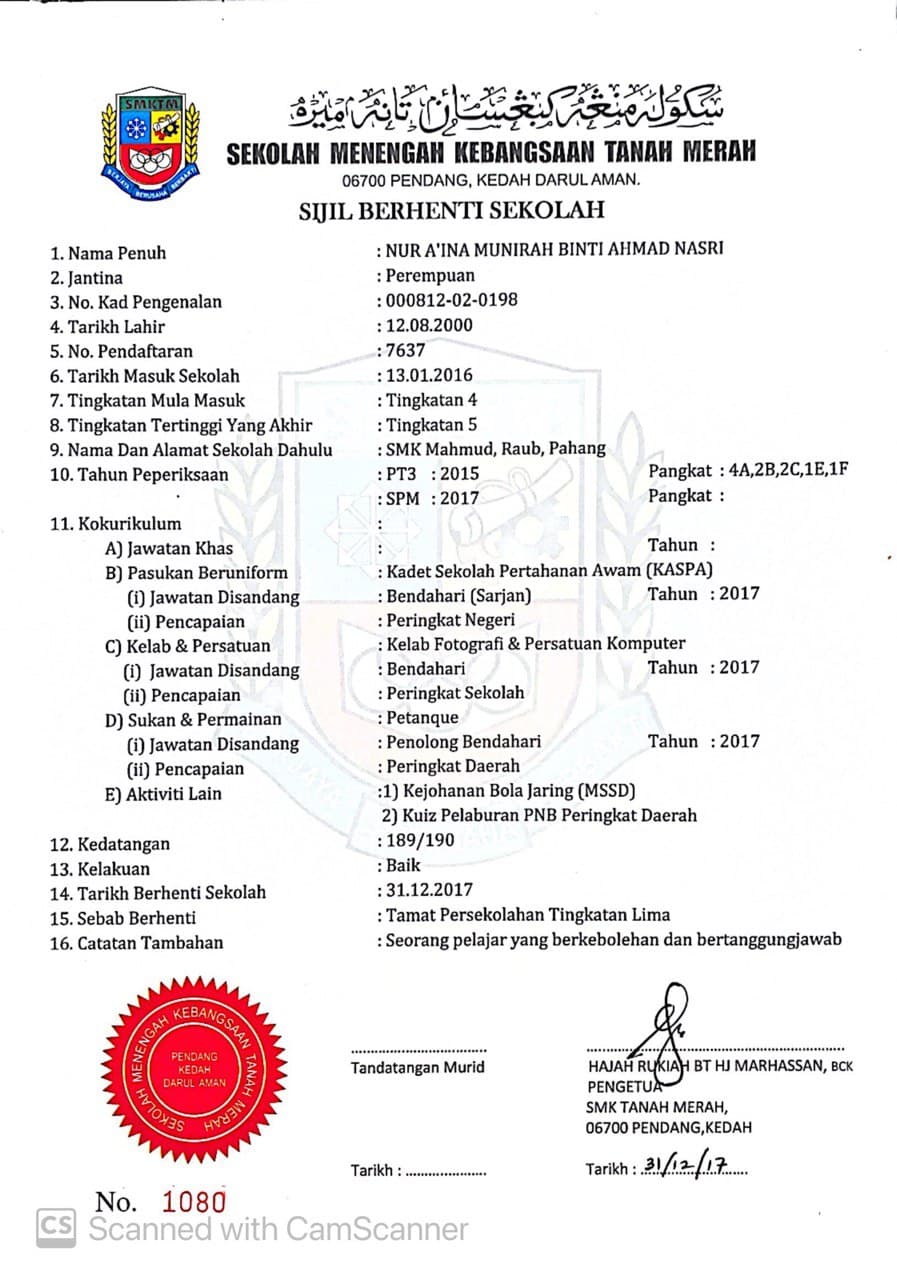 SMKTM
BERJAYA BERUSAHA BERBAKTI
سكوله منڠه كبڠسأن تانه ميره
SEKOLAH MENENGAH KEBANGSAAN TANAH MERAH
06700 PENDANG, KEDAH DARUL AMAN.
SIJIL BERHENTI SEKOLAH
1. Nama Penuh : NUR A'INA MUNIRAH BINTI AHMAD NASRI
2. Jantina : Perempuan
3. No. Kad Pengenalan : 000812-02-0198
4. Tarikh Lahir : 12.08.2000
5. No. Pendaftaran : 7637
6. Tarikh Masuk Sekolah : 13.01.2016
7. Tingkatan Mula Masuk : Tingkatan 4
8. Tingkatan Tertinggi Yang Akhir : Tingkatan 5
9. Nama Dan Alamat Sekolah Dahulu : SMK Mahmud, Raub, Pahang
10. Tahun Peperiksaan : PT3 : 2015 Pangkat : 4A,2B,2C,1E,1F
: SPM : 2017 Pangkat :
11. Kokurikulum :
A) Jawatan Khas : Tahun :
B) Pasukan Beruniform : Kadet Sekolah Pertahanan Awam (KASPA)
(i) Jawatan Disandang : Bendahari (Sarjan) Tahun : 2017
(ii) Pencapaian : Peringkat Negeri
C) Kelab & Persatuan : Kelab Fotografi & Persatuan Komputer
(i) Jawatan Disandang : Bendahari Tahun : 2017
(ii) Pencapaian : Peringkat Sekolah
D) Sukan & Permainan : Petanque
(i) Jawatan Disandang : Penolong Bendahari Tahun : 2017
(ii) Pencapaian : Peringkat Daerah
E) Aktiviti Lain :1) Kejohanan Bola Jaring (MSSD)
2) Kuiz Pelaburan PNB Peringkat Daerah
12. Kedatangan : 189/190
13. Kelakuan : Baik
14. Tarikh Berhenti Sekolah : 31.12.2017
15. Sebab Berhenti : Tamat Persekolahan Tingkatan Lima
16. Catatan Tambahan : Seorang pelajar yang berkebolehan dan bertanggungjawab
SEKOLAH MENENGAH KEBANGSAAN TANAH MERAH
PENDANG
KEDAH
DARUL AMAN
Tandatangan Murid
HAJAH RUKIAH BT HJ MARHASSAN, BCK
PENGETUA
SMK TANAH MERAH,
06700 PENDANG,KEDAH
Tarikh : ......................
Tarikh : 31/12/17
No. 1080
CS Scanned with CamScanner